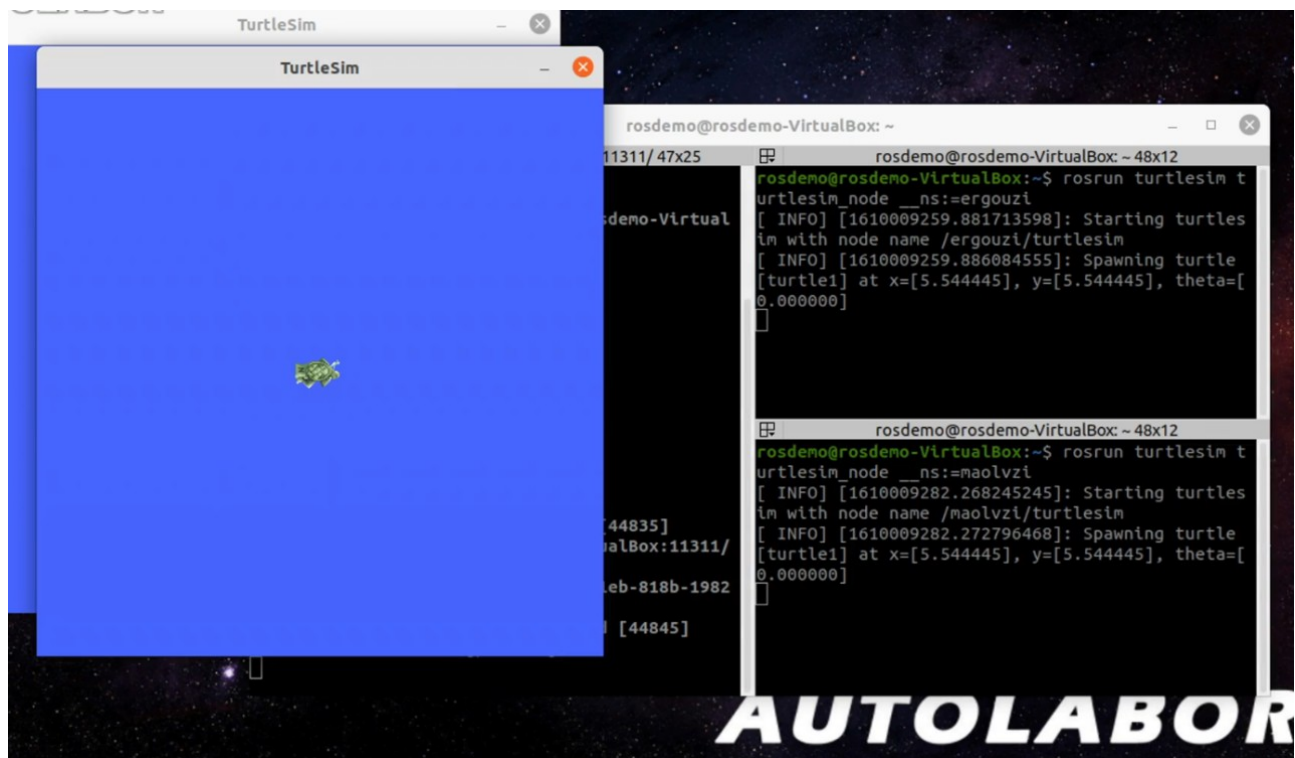 TurtleSim
TurtleSim
rosdemo@rosdemo-VirtualBox: ~
11311/ 47x25
demo-Virtual
44835]
alBox:11311/
eb-818b-1982
[44845]
rosdemo@rosdemo-VirtualBox: ~ 48x12
rosdemo@rosdemo-VirtualBox:~$ rosrun turtlesim t
urtlesim_node __ns:=ergouzi
[ INFO] [1610009259.881713598]: Starting turtles
im with node name /ergouzi/turtlesim
[ INFO] [1610009259.886084555]: Spawning turtle
[turtle1] at x=[5.544445], y=[5.544445], theta=[
0.000000]
rosdemo@rosdemo-VirtualBox: ~ 48x12
rosdemo@rosdemo-VirtualBox:~$ rosrun turtlesim t
urtlesim_node __ns:=maolvzi
[ INFO] [1610009282.268245245]: Starting turtles
im with node name /maolvzi/turtlesim
[ INFO] [1610009282.272796468]: Spawning turtle
[turtle1] at x=[5.544445], y=[5.544445], theta=[
0.000000]
AUTOLABOR